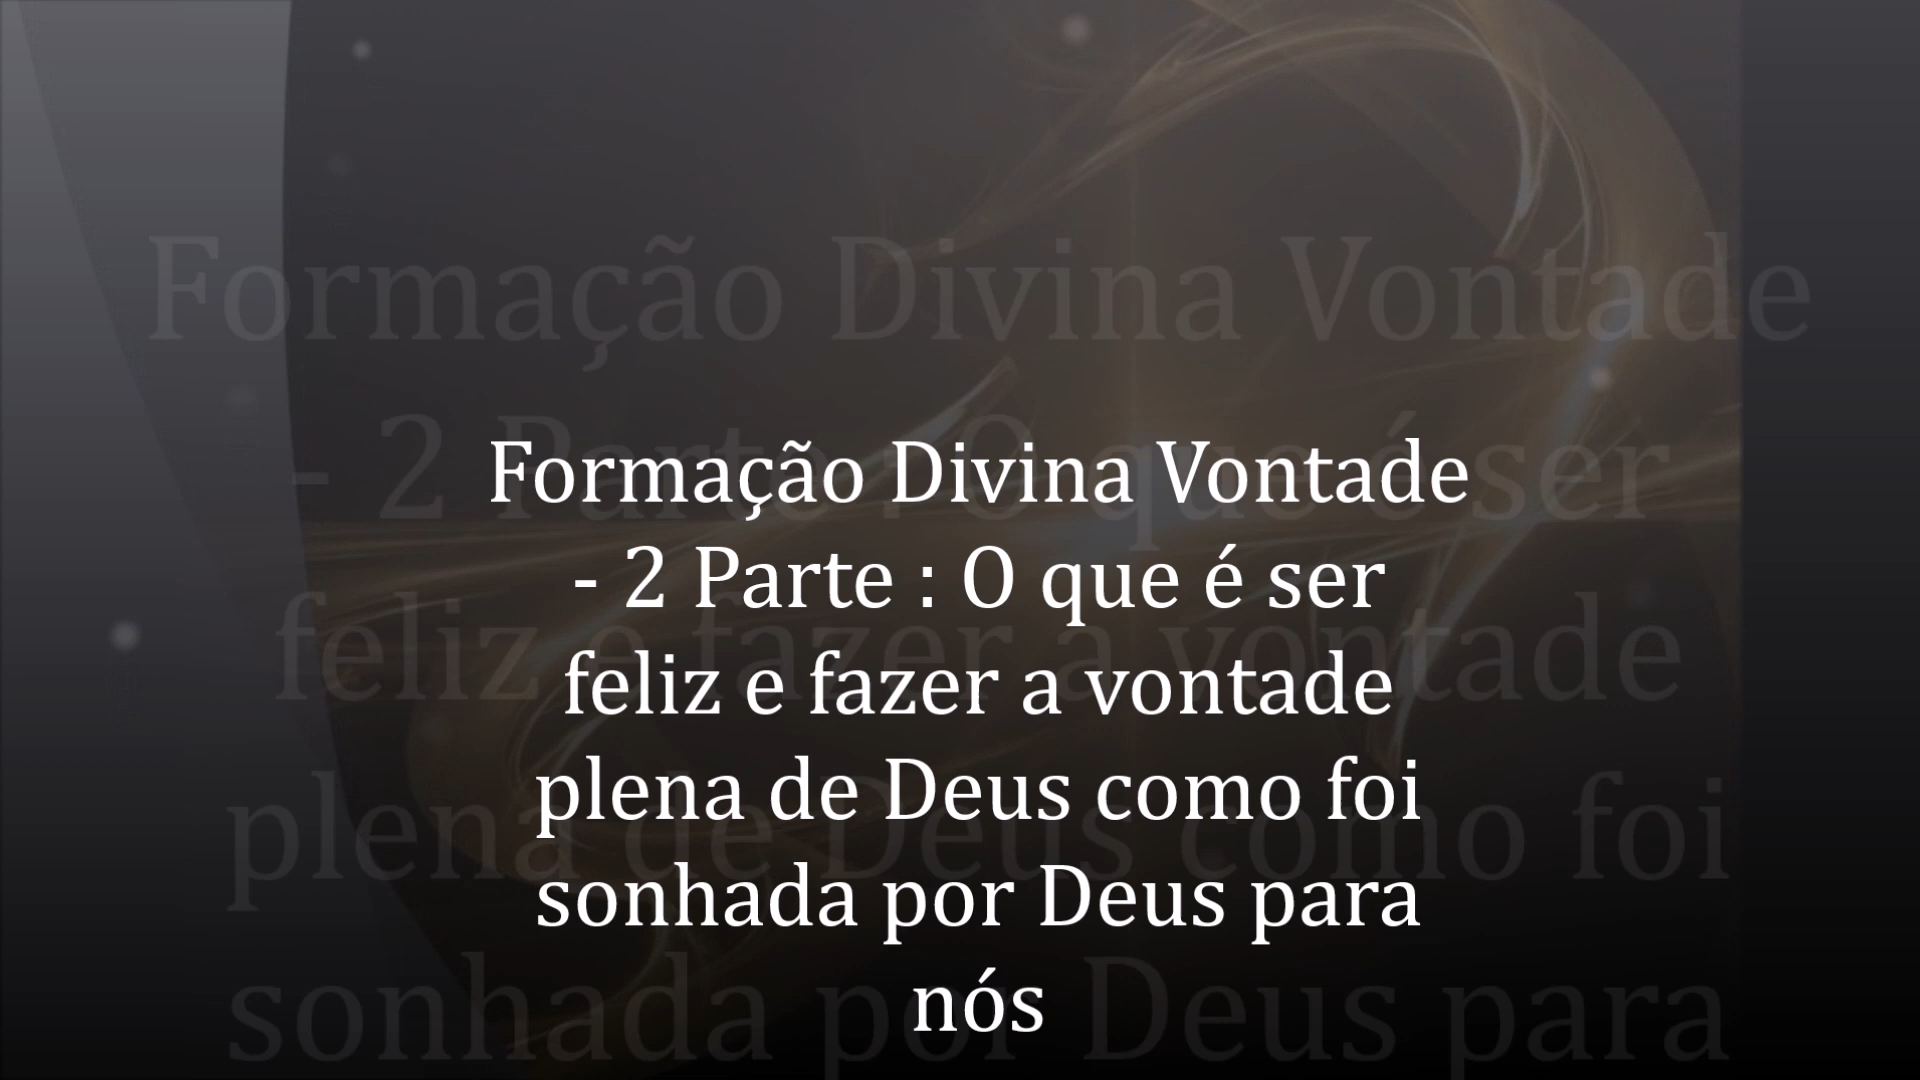 Formação Divina Vontade
- 2 Parte : O que é ser
feliz e fazer a vontade
plena de Deus como foi
sonhada por Deus para
nós